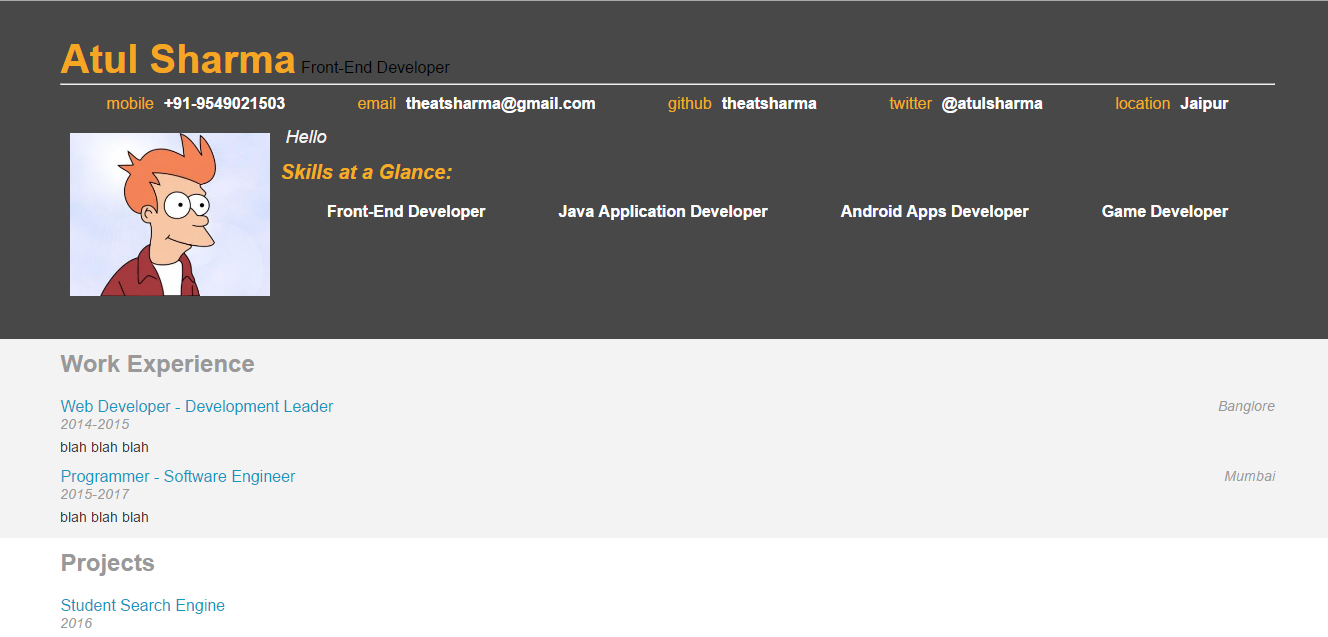 Atul Sharma Front-End Developer
mobile +91-9549021503 email theatsharma@gmail.com github theatsharma twitter @atulsharma location Jaipur
Hello
Skills at a Glance:
Front-End Developer Java Application Developer Android Apps Developer Game Developer
Work Experience
Web Developer - Development Leader Banglore
2014-2015
blah blah blah
Programmer - Software Engineer Mumbai
2015-2017
blah blah blah
Projects
Student Search Engine
2016